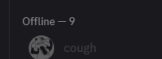 Offline — 9
cough